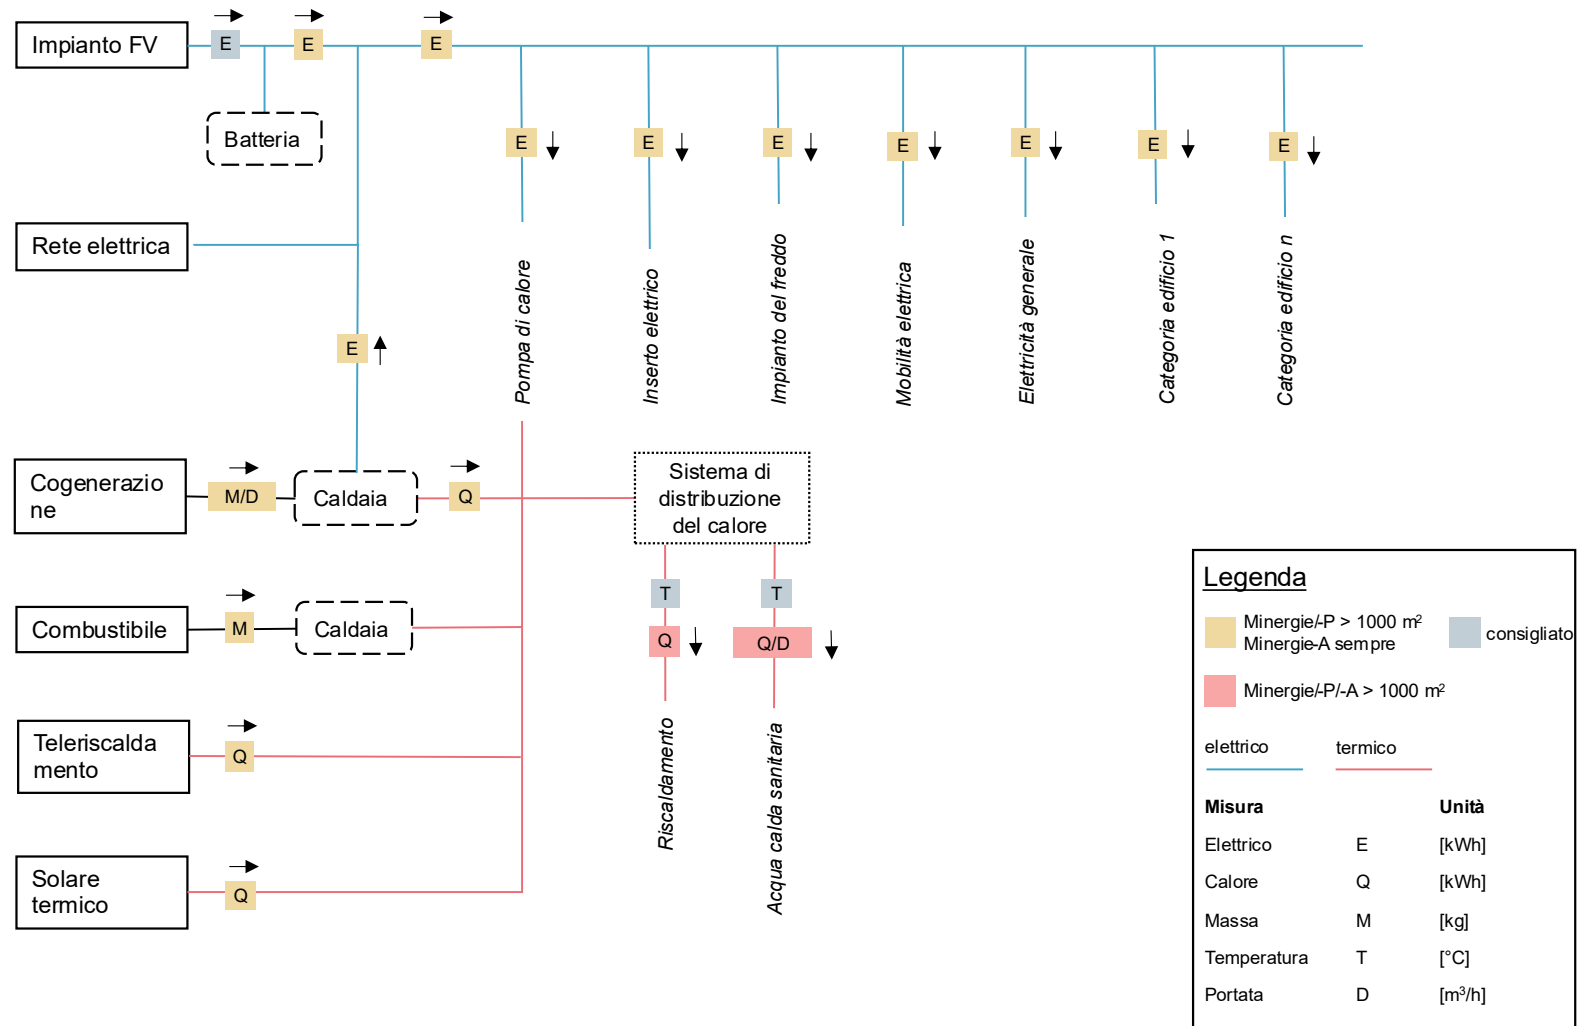 Impianto FV
E
E
E
Batteria
E
E
E
E
E
E
E
Rete elettrica
E
Pompa di calore
Inserto elettrico
Impianto del freddo
Mobilità elettrica
Elettricità generale
Categoria edificio 1
Categoria edificio n
Cogenerazio
ne
M/D
Caldaia
Q
Sistema di
distribuzione
del calore
T
T
Combustibile
M
Caldaia
Q
Q/D
Teleriscalda
mento
Q
Riscaldamento
Acqua calda sanitaria
Solare
termico
Q
Legenda
Minergie/-P > 1000 m²
Minergie-A sempre
consigliato
Minergie/-P/-A > 1000 m²
elettrico termico
Misura Unità
Elettrico E [kWh]
Calore Q [kWh]
Massa M [kg]
Temperatura T [°C]
Portata D [m³/h]